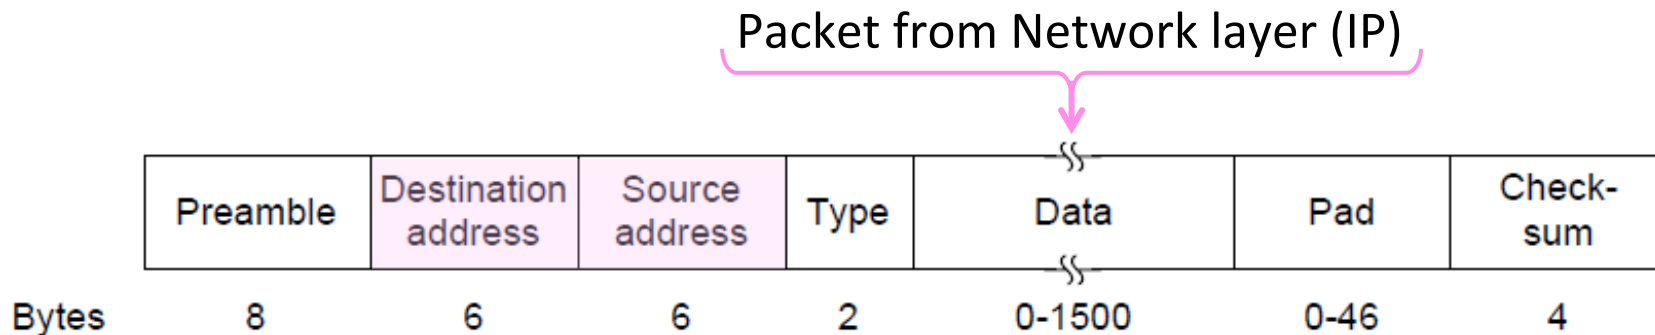 Packet from Network layer (IP)
Preamble
Destination
address
Source
address
Type
Data
Pad
Check-
sum
Bytes 8 6 6 2 0-1500 0-46 4